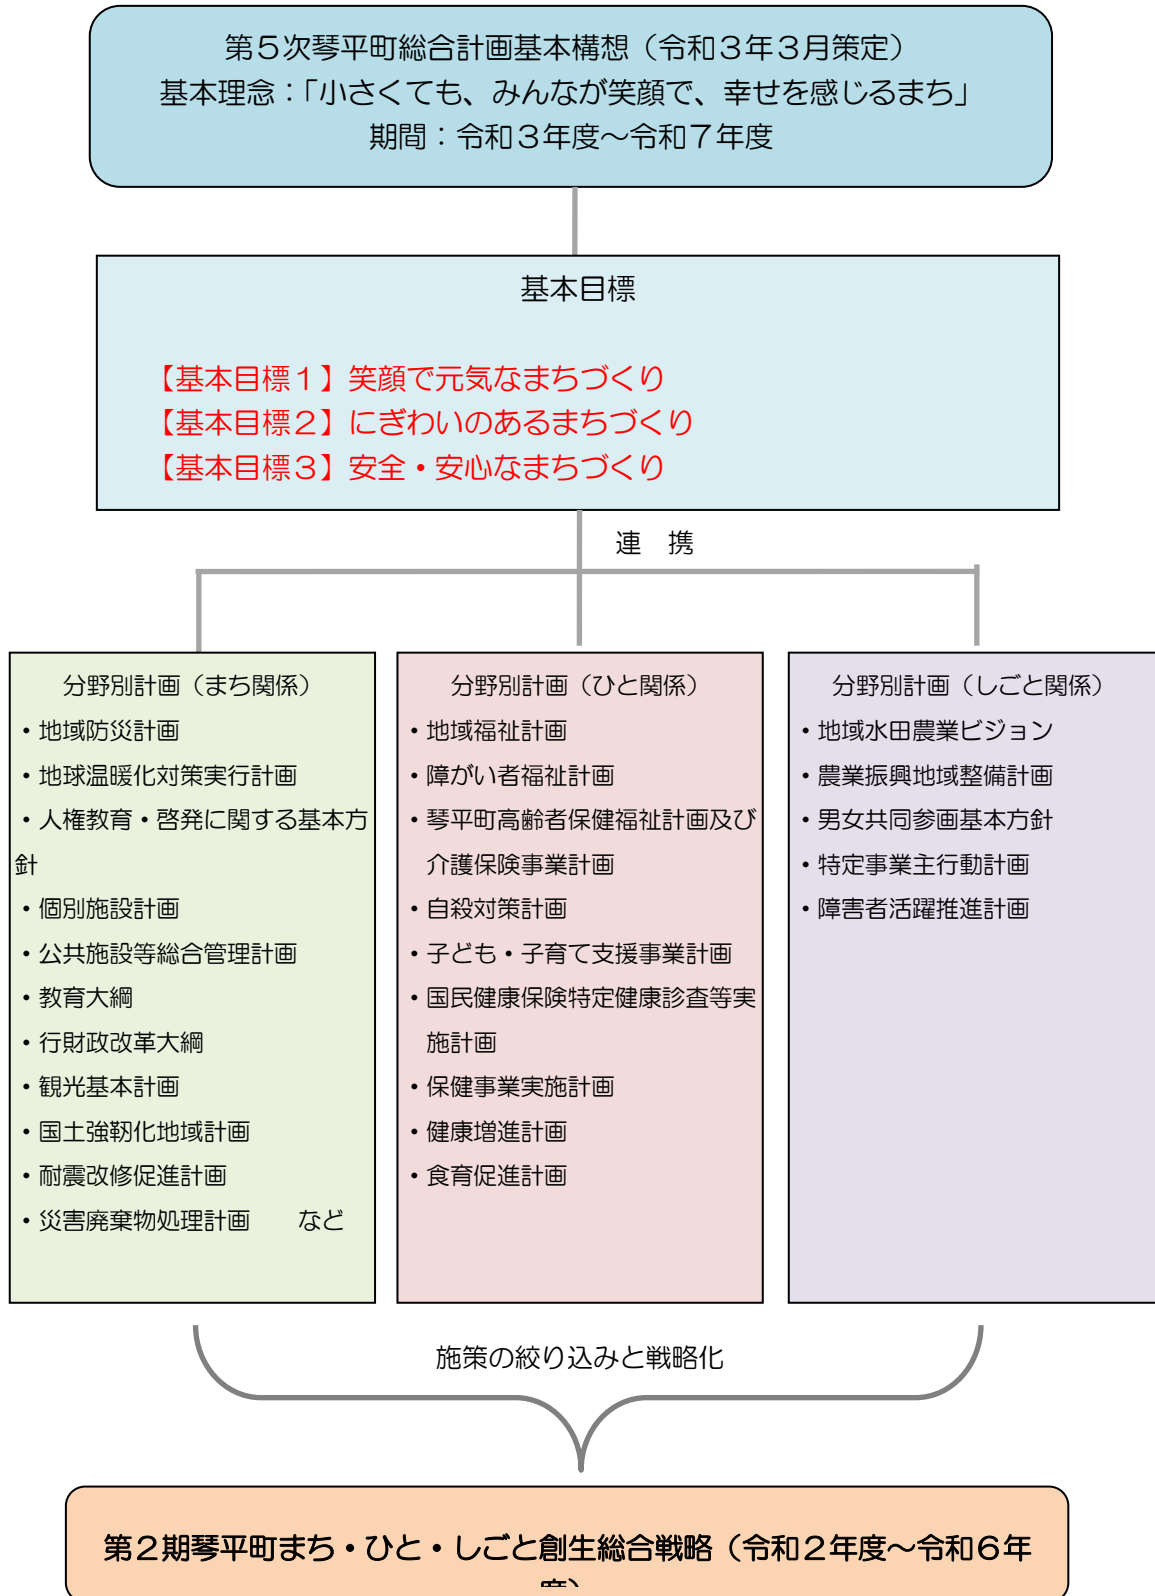 第５次琴平町総合計画基本構想（令和３年３月策定）
基本理念：「小さくても、みんなが笑顔で、幸せを感じるまち」
期間：令和３年度～令和７年度
基本目標
【基本目標１】笑顔で元気なまちづくり
【基本目標２】にぎわいのあるまちづくり
【基本目標３】安全・安心なまちづくり
連　携
分野別計画（まち関係）
・地域防災計画
・地球温暖化対策実行計画
・人権教育・啓発に関する基本方
針
・個別施設計画
・公共施設等総合管理計画
・教育大綱
・行財政改革大綱
・観光基本計画
・国土強靭化地域計画
・耐震改修促進計画
・災害廃棄物処理計画　　など
分野別計画（ひと関係）
・地域福祉計画
・障がい者福祉計画
・琴平町高齢者保健福祉計画及び
介護保険事業計画
・自殺対策計画
・子ども・子育て支援事業計画
・国民健康保険特定健康診査等実
施計画
・保健事業実施計画
・健康増進計画
・食育促進計画
分野別計画（しごと関係）
・地域水田農業ビジョン
・農業振興地域整備計画
・男女共同参画基本方針
・特定事業主行動計画
・障害者活躍推進計画
施策の絞り込みと戦略化
第２期琴平町まち・ひと・しごと創生総合戦略（令和２年度～令和６年
度）